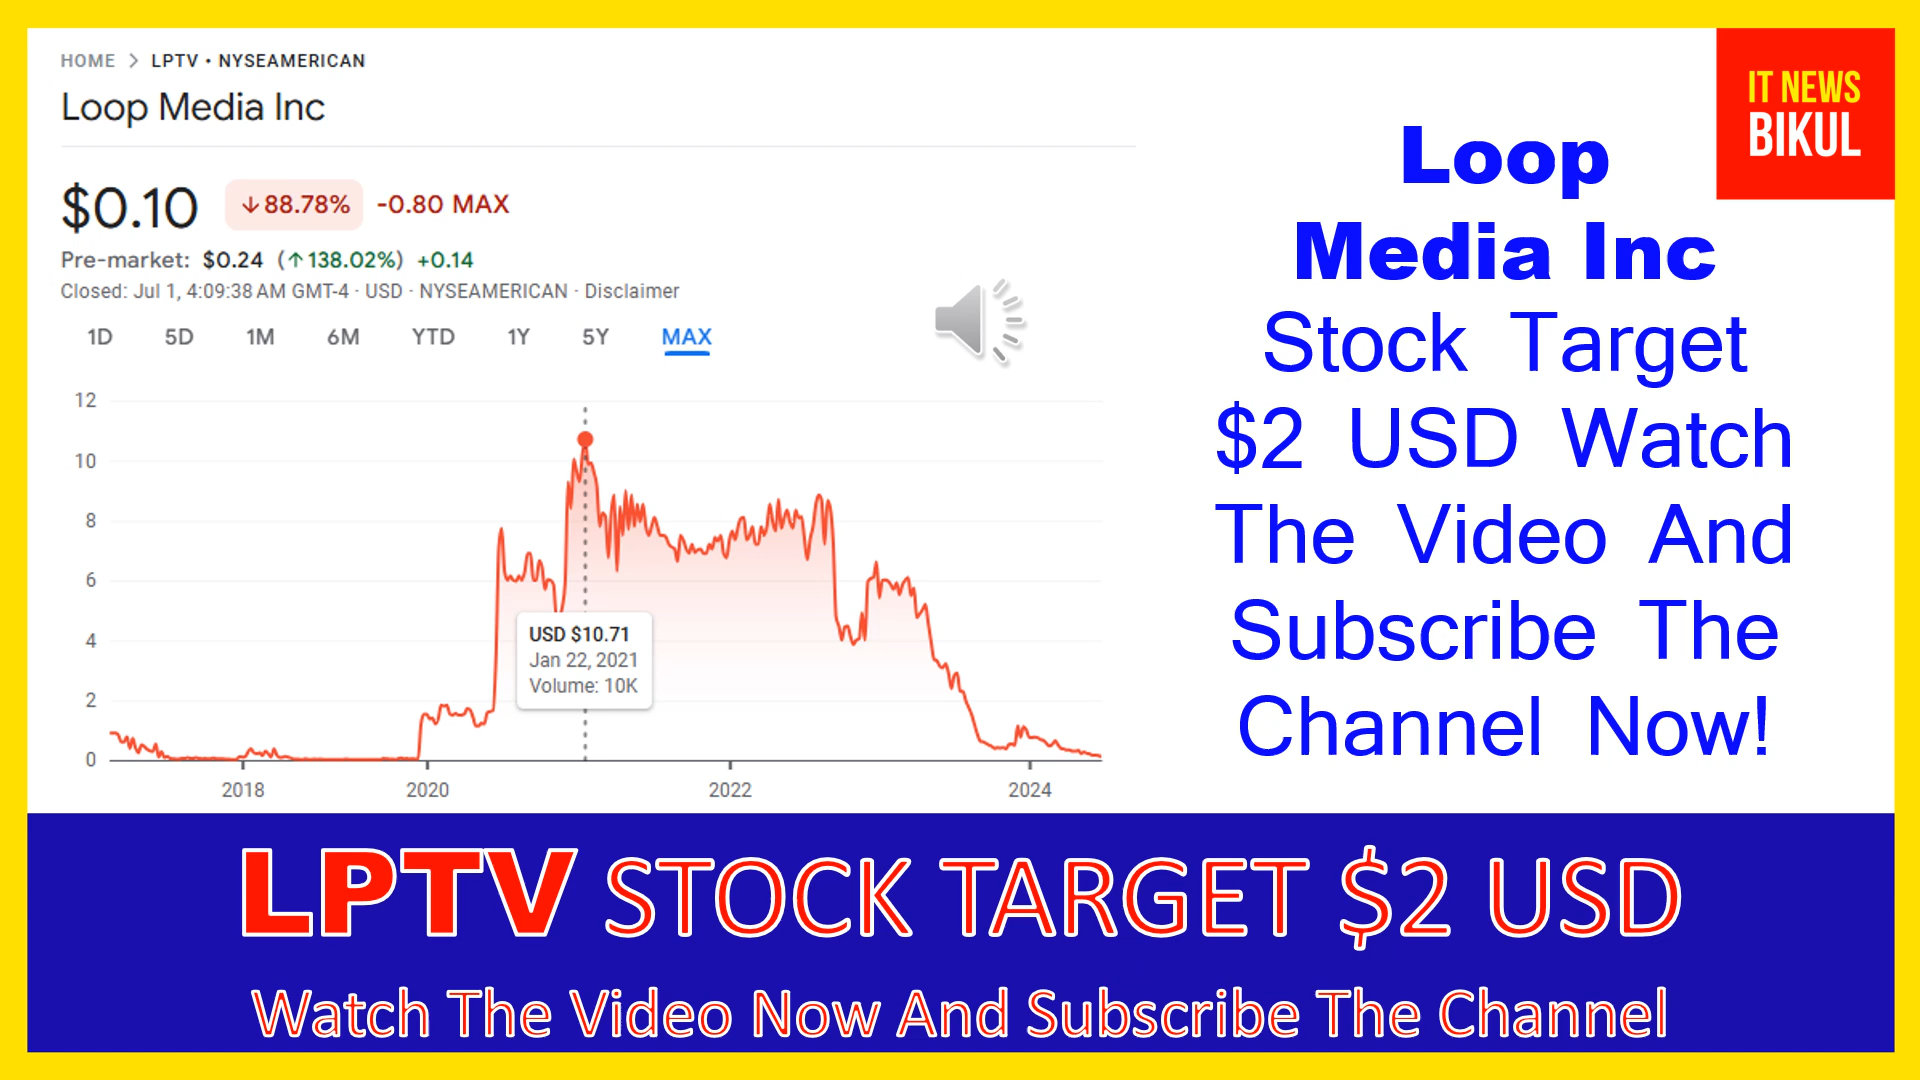 HOME > LPTV • NYSEAMERICAN
Loop Media Inc
$0.10 ↓88.78% -0.80 MAX
Pre-market: $0.24 (↑138.02%) +0.14
Closed: Jul 1, 4:09:38 AM GMT-4 · USD · NYSEAMERICAN · Disclaimer
1D 5D 1M 6M YTD 1Y 5Y MAX
12
10
8
6
4
2
0
USD $10.71
Jan 22, 2021
Volume: 10K
2018 2020 2022 2024
IT NEWS
BIKUL
Loop
Media Inc
Stock Target
$2 USD Watch
The Video And
Subscribe The
Channel Now!
LPTV STOCK TARGET $2 USD
Watch The Video Now And Subscribe The Channel